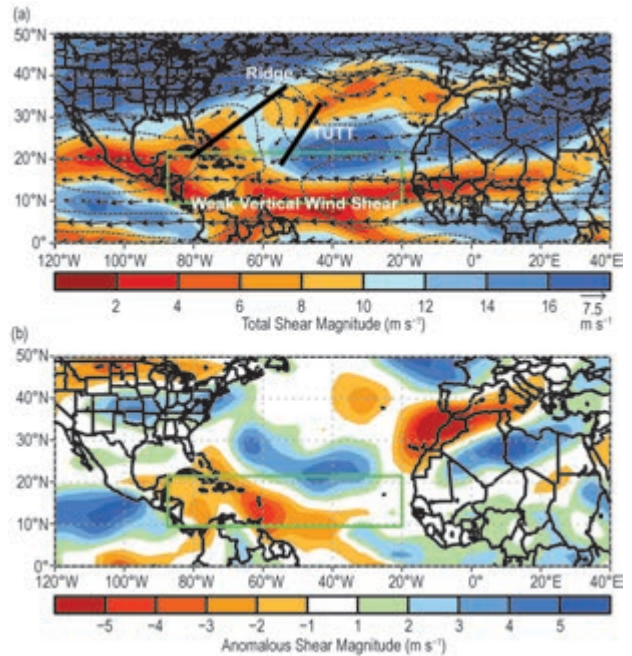 (a)
50°N
40°N
30°N
20°N
10°N
0°
Ridge
TUTT
Weak Vertical Wind Shear
120°W 100°W 80°W 60°W 40°W 20°W 0° 20°E 40°E
2 4 6 8 10 12 14 16 7.5
Total Shear Magnitude (m s⁻¹) m s⁻¹
(b)
50°N
40°N
30°N
20°N
10°N
0°
120°W 100°W 80°W 60°W 40°W 20°W 0° 20°E 40°E
−5 −4 −3 −2 −1 1 2 3 4 5
Anomalous Shear Magnitude (m s⁻¹)